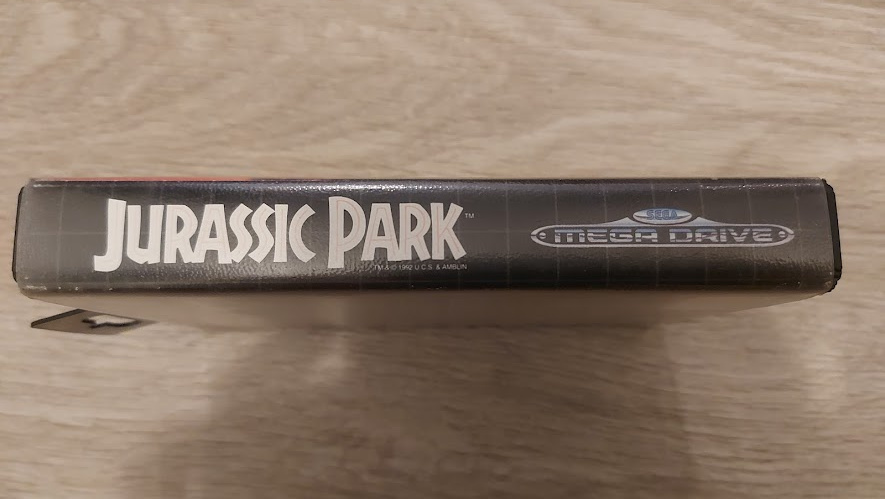 JURASSIC PARK™
TM & © 1992 U.C.S. & AMBLIN
SEGA
MEGA DRIVE